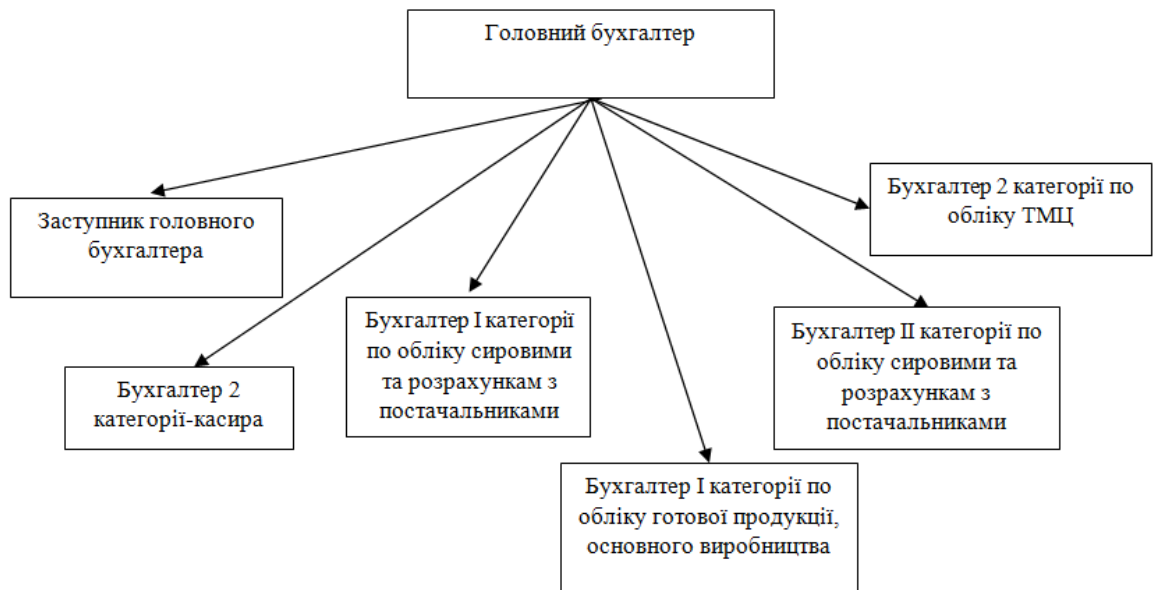 Головний бухгалтер
Заступник головного
бухгалтера
Бухгалтер 2 категорії по
обліку ТМЦ
Бухгалтер 2
категорії-касира
Бухгалтер І категорії
по обліку сировими
та розрахунком з
постачальниками
Бухгалтер ІІ категорії по
обліку сировими та
розрахункам з
постачальниками
Бухгалтер І категорії по
обліку готової продукції,
основного виробництва